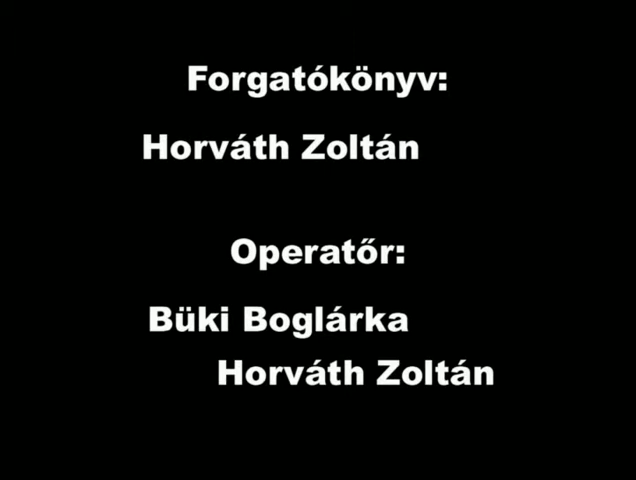 Forgatókönyv:
Horváth Zoltán
Operatőr:
Büki Boglárka
Horváth Zoltán